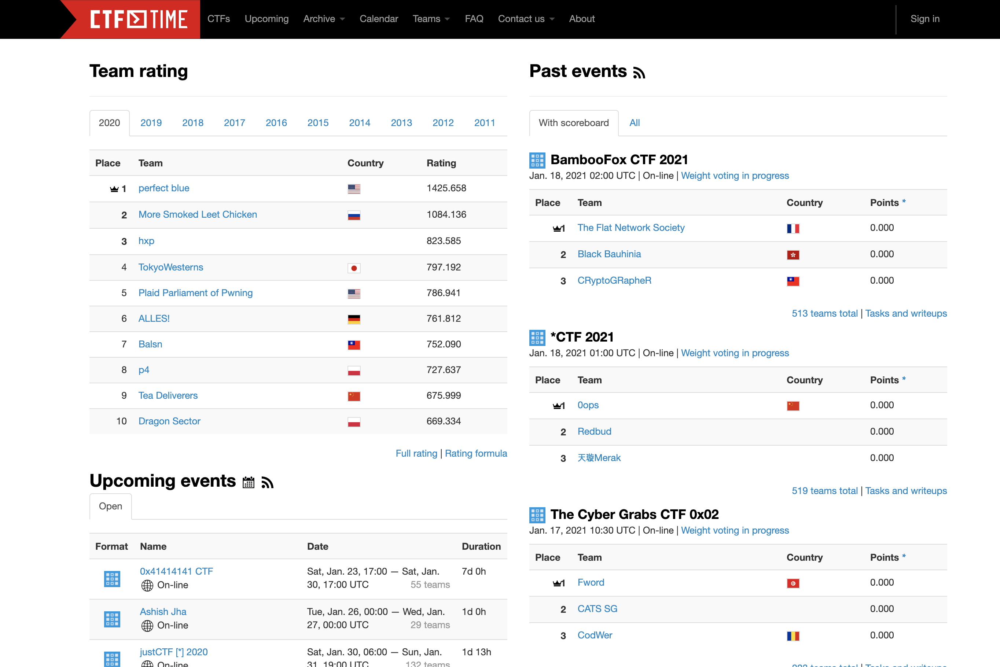 CTF TIME CTFs Upcoming Archive Calendar Teams FAQ Contact us About Sign in
Team rating
2020 2019 2018 2017 2016 2015 2014 2013 2012 2011
Place Team Country Rating
1 perfect blue 1425.658
2 More Smoked Leet Chicken 1084.136
3 hxp 823.585
4 TokyoWesterns 797.192
5 Plaid Parliament of Pwning 786.941
6 ALLES! 761.812
7 Balsn 752.090
8 p4 727.637
9 Tea Deliverers 675.999
10 Dragon Sector 669.334
Full rating | Rating formula
Upcoming events
Open
Format Name Date Duration
0x41414141 CTF Sat, Jan. 23, 17:00 — Sat, Jan. 7d 0h
On-line 30, 17:00 UTC 55 teams
Ashish Jha Tue, Jan. 26, 00:00 — Wed, Jan. 1d 0h
On-line 27, 00:00 UTC 29 teams
justCTF [*] 2020 Sat, Jan. 30, 06:00 — Sun, Jan. 1d 13h
On-line 31, 19:00 UTC 132 teams
Past events
With scoreboard All
BambooFox CTF 2021
Jan. 18, 2021 02:00 UTC | On-line | Weight voting in progress
Place Team Country Points *
1 The Flat Network Society 0.000
2 Black Bauhinia 0.000
3 CRyptoGRapheR 0.000
513 teams total | Tasks and writeups
*CTF 2021
Jan. 18, 2021 01:00 UTC | On-line | Weight voting in progress
Place Team Country Points *
1 0ops 0.000
2 Redbud 0.000
3 天璇Merak 0.000
519 teams total | Tasks and writeups
The Cyber Grabs CTF 0x02
Jan. 17, 2021 10:30 UTC | On-line | Weight voting in progress
Place Team Country Points *
1 Fword 0.000
2 CATS SG 0.000
3 CodWer 0.000
teams total | Tasks and writeups